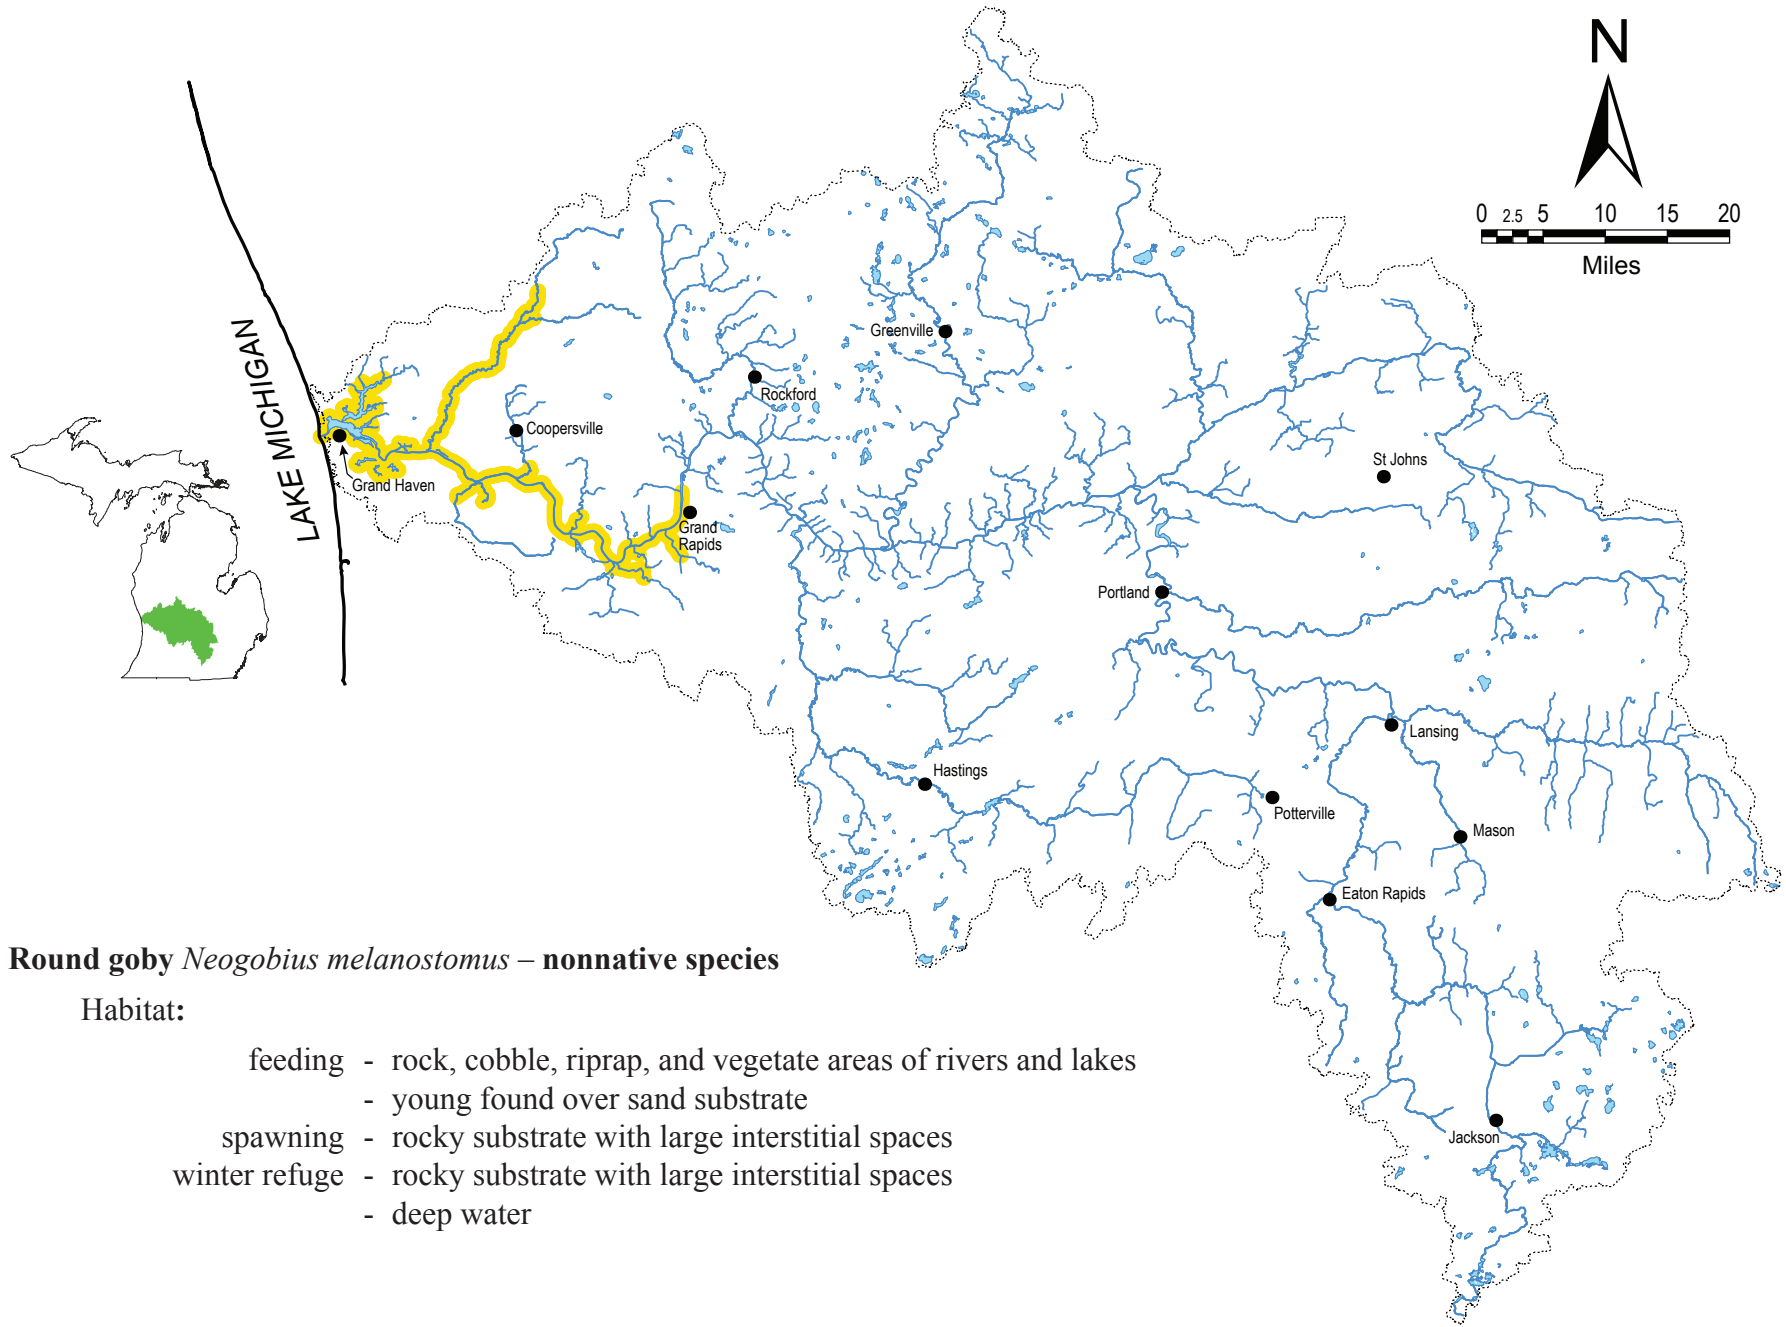 N
0 2.5 5 10 15 20
Miles
LAKE MICHIGAN
Greenville
Rockford
Coopersville
Grand Haven
St Johns
Grand
Rapids
Portland
Lansing
Hastings
Potterville
Mason
Eaton Rapids
Jackson
Round goby Neogobius melanostomus – nonnative species
Habitat:
feeding - rock, cobble, riprap, and vegetate areas of rivers and lakes
- young found over sand substrate
spawning - rocky substrate with large interstitial spaces
winter refuge - rocky substrate with large interstitial spaces
- deep water